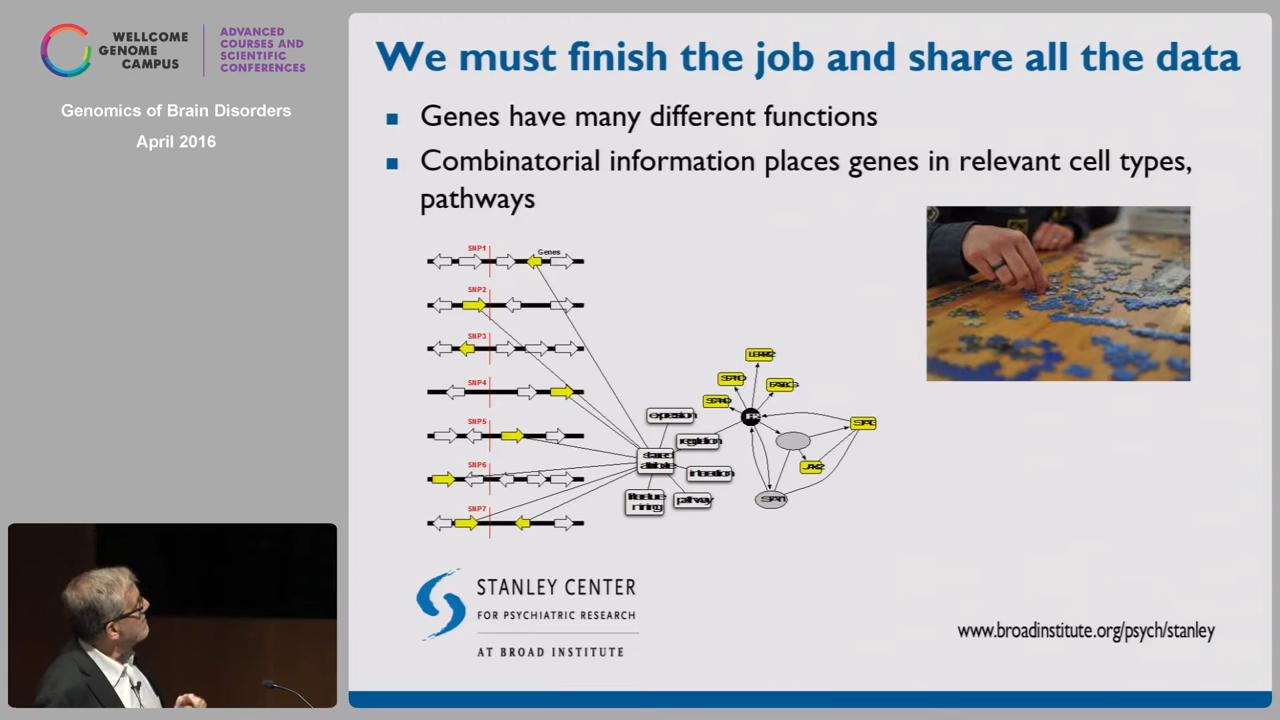 WELLCOME
GENOME
CAMPUS
ADVANCED
COURSES AND
SCIENTIFIC
CONFERENCES
Genomics of Brain Disorders
April 2016
We must finish the job and share all the data
Genes have many different functions
Combinatorial information places genes in relevant cell types,
pathways
SNP1
Genes
SNP2
SNP3
SNP4
SNP5
SNP6
SNP7
expression
regulation
interaction
pathway
STANLEY CENTER
FOR PSYCHIATRIC RESEARCH
AT BROAD INSTITUTE
www.broadinstitute.org/psych/stanley